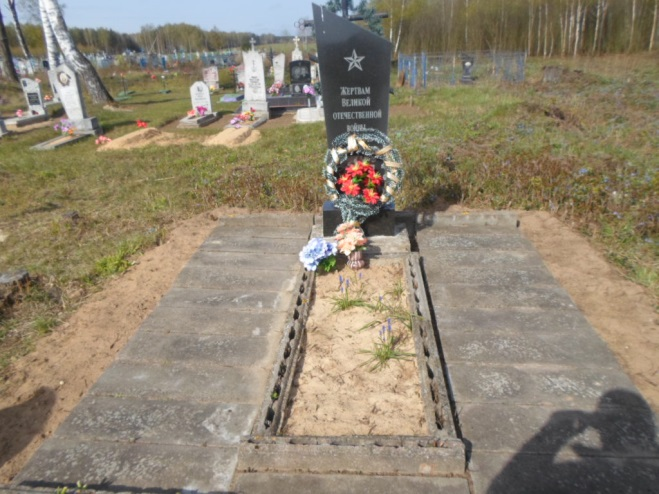 Жертвам
Великой
отечественной
войны